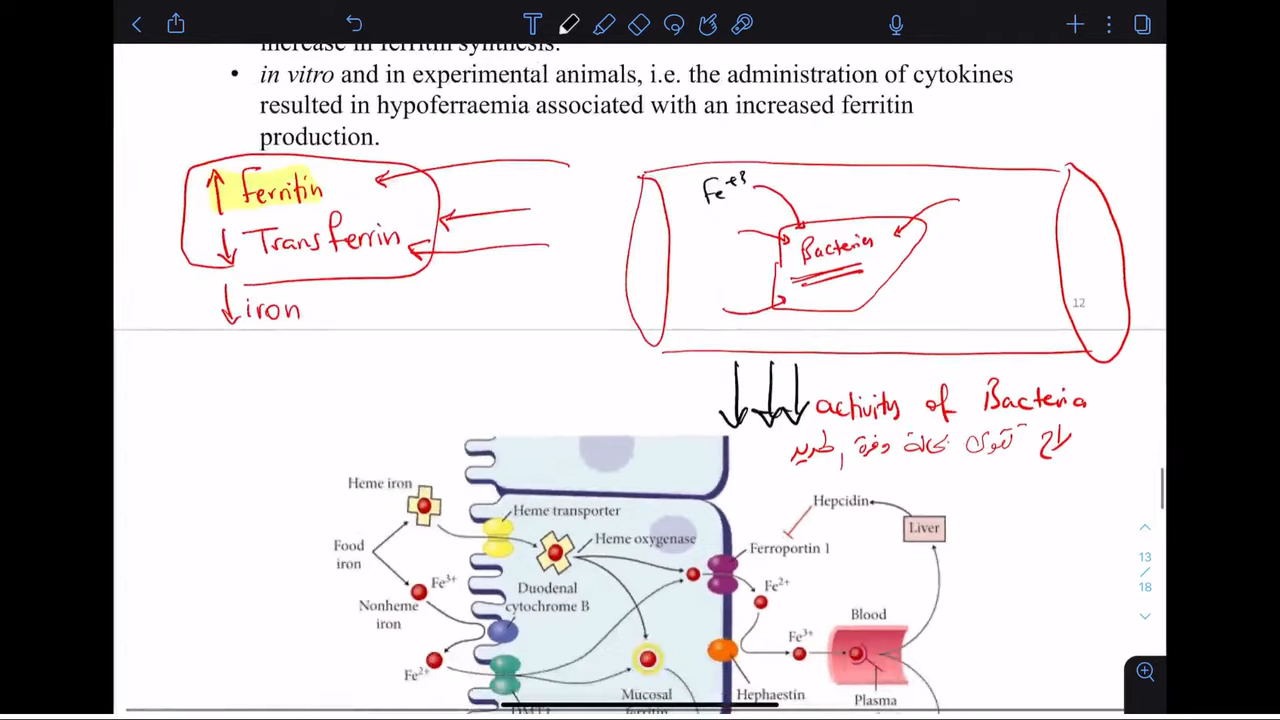 increase in ferritin synthesis.
• in vitro and in experimental animals, i.e. the administration of cytokines
resulted in hypoferraemia associated with an increased ferritin
production.
↑ Ferritin
↓ Transferrin
↓ iron
Fe+3
Bacteria
12
↓↓↓ activity of Bacteria
راح تكون بحالة وفرة
Heme iron
Food
iron
Fe3+
Nonheme
iron
Fe2+
Heme transporter
Heme oxygenase
Duodenal
cytochrome B
DMT1
Mucosal
ferritin
Hepcidin
Liver
Ferroportin 1
Fe2+
Fe3+
Hephaestin
Blood
Plasma
13
/
18